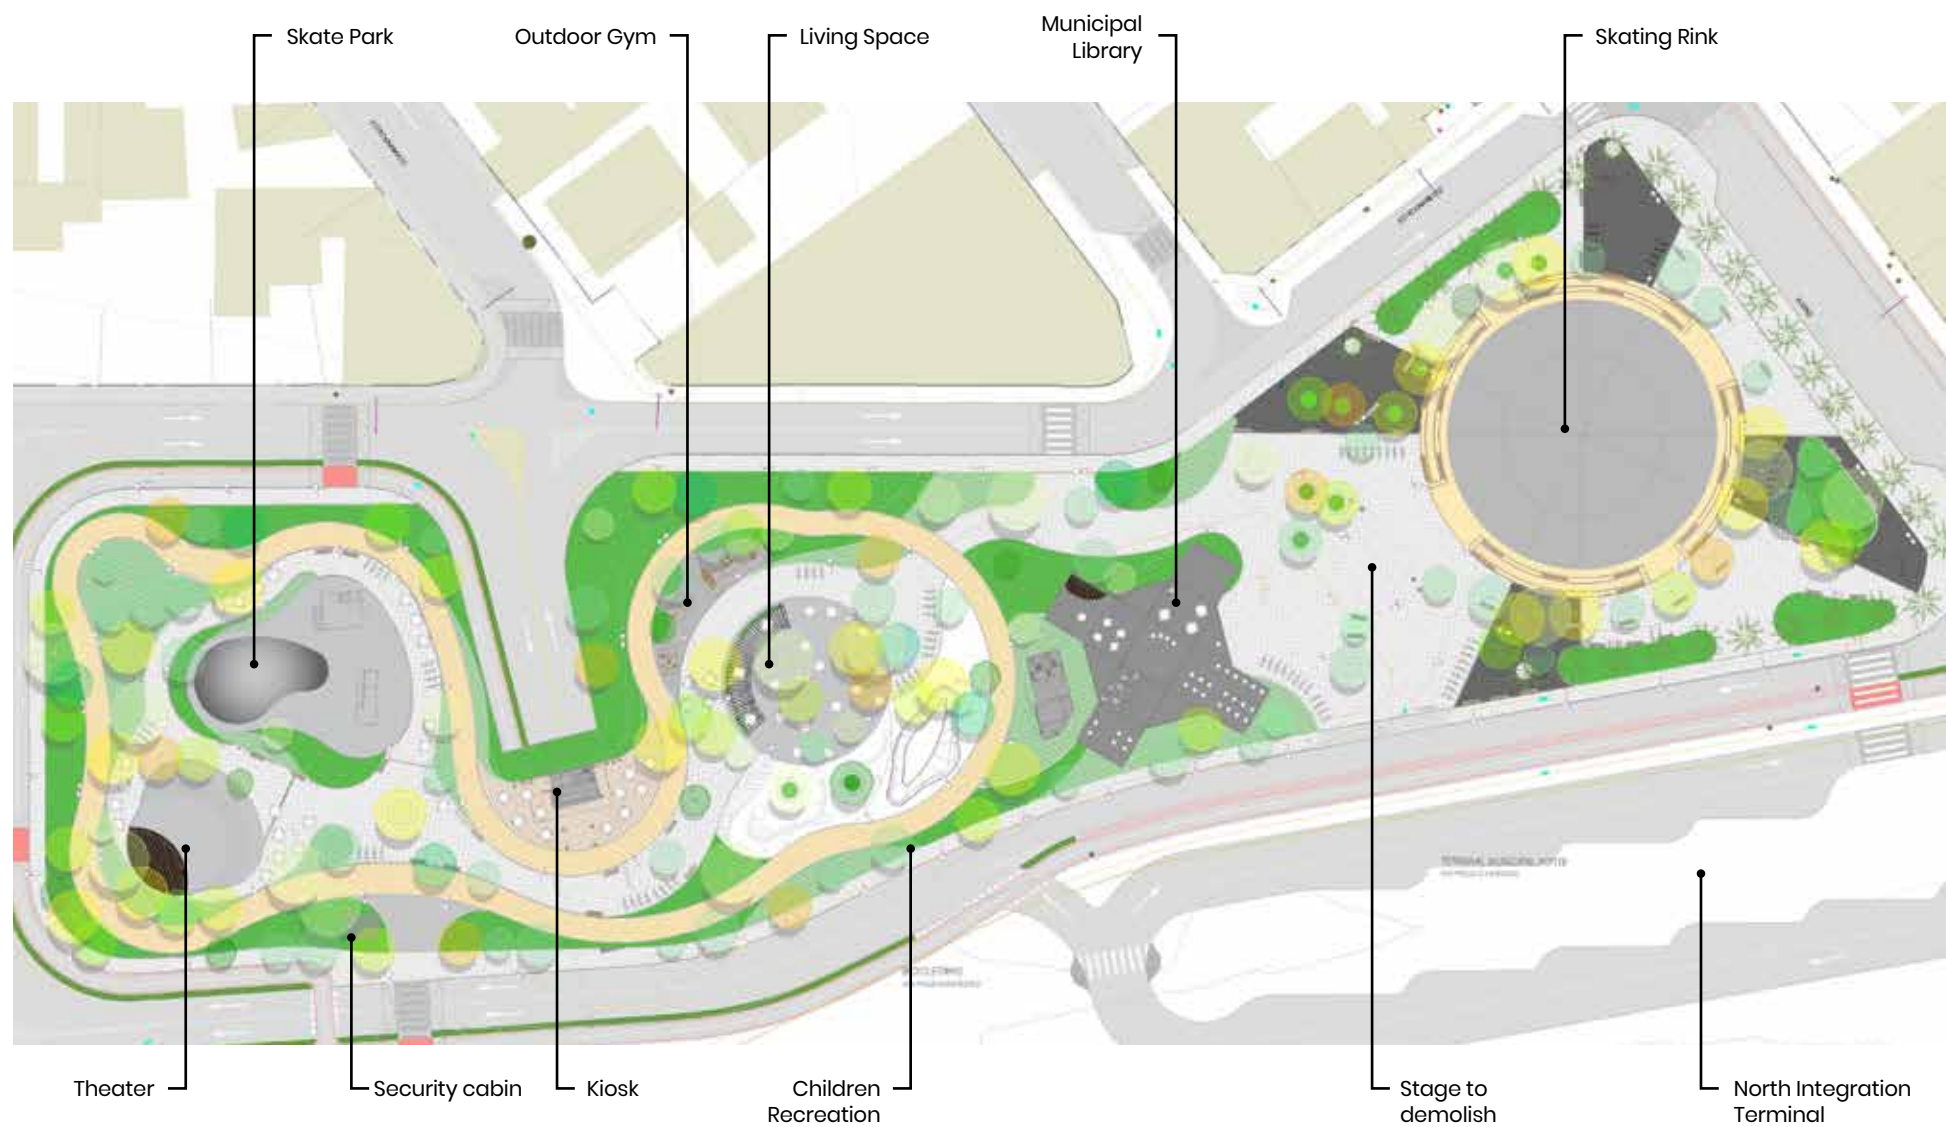 Skate Park
Outdoor Gym
Living Space
Municipal
Library
Skating Rink
Theater
Security cabin
Kiosk
Children
Recreation
Stage to
demolish
North Integration
Terminal